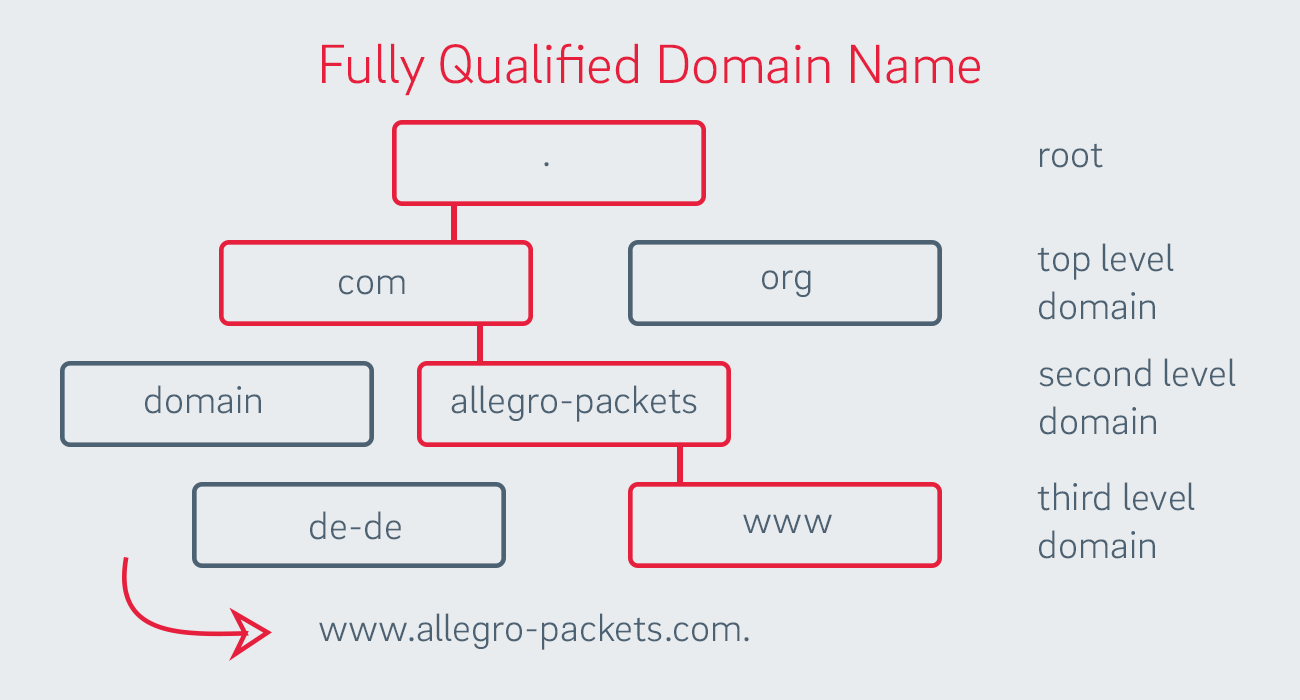 Fully Qualified Domain Name
.
root
com
org
top level
domain
domain
allegro-packets
second level
domain
de-de
www
third level
domain
www.allegro-packets.com.